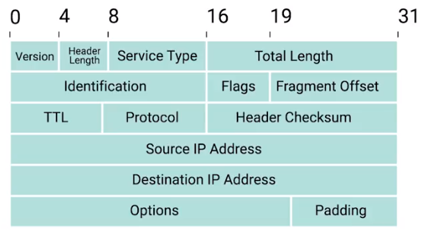 0 4 8 16 19 31
Version Header Length Service Type Total Length
Identification Flags Fragment Offset
TTL Protocol Header Checksum
Source IP Address
Destination IP Address
Options Padding